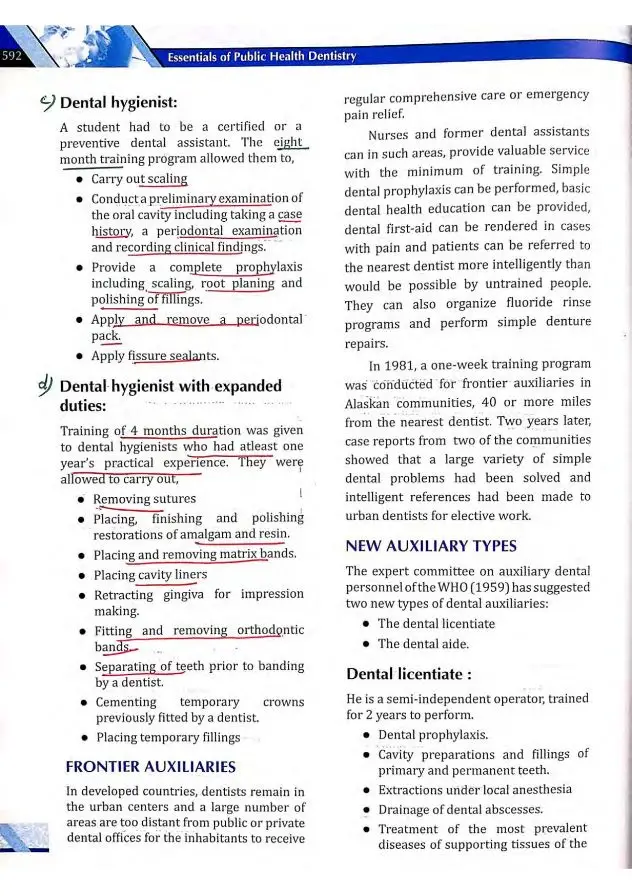 592
Essentials of Public Health Dentistry
c) Dental hygienist:
A student had to be a certified or a
preventive dental assistant. The eight
month training program allowed them to,
• Carry out scaling
• Conduct a preliminary examination of
the oral cavity including taking a case
history, a periodontal examination
and recording clinical findings.
• Provide a complete prophylaxis
including scaling, root planing and
polishing of fillings.
• Apply and remove a periodontal
pack.
• Apply fissure sealants.
d) Dental hygienist with expanded
duties:
Training of 4 months duration was given
to dental hygienists who had atleast one
year's practical experience. They were
allowed to carry out,
• Removing sutures
• Placing, finishing and polishing
restorations of amalgam and resin.
• Placing and removing matrix bands.
• Placing cavity liners
• Retracting gingiva for impression
making.
• Fitting and removing orthodontic
bands.
• Separating of teeth prior to banding
by a dentist.
• Cementing temporary crowns
previously fitted by a dentist.
• Placing temporary fillings
FRONTIER AUXILIARIES
In developed countries, dentists remain in
the urban centers and a large number of
areas are too distant from public or private
dental offices for the inhabitants to receive
regular comprehensive care or emergency
pain relief.
Nurses and former dental assistants
can in such areas, provide valuable service
with the minimum of training. Simple
dental prophylaxis can be performed, basic
dental health education can be provided,
dental first-aid can be rendered in cases
with pain and patients can be referred to
the nearest dentist more intelligently than
would be possible by untrained people.
They can also organize fluoride rinse
programs and perform simple denture
repairs.
In 1981, a one-week training program
was conducted for frontier auxiliaries in
Alaskan communities, 40 or more miles
from the nearest dentist. Two years later,
case reports from two of the communities
showed that a large variety of simple
dental problems had been solved and
intelligent references had been made to
urban dentists for elective work.
NEW AUXILIARY TYPES
The expert committee on auxiliary dental
personnel of the WHO (1959) has suggested
two new types of dental auxiliaries:
• The dental licentiate
• The dental aide.
Dental licentiate :
He is a semi-independent operator, trained
for 2 years to perform.
• Dental prophylaxis.
• Cavity preparations and fillings of
primary and permanent teeth.
• Extractions under local anesthesia
• Drainage of dental abscesses.
• Treatment of the most prevalent
diseases of supporting tissues of the